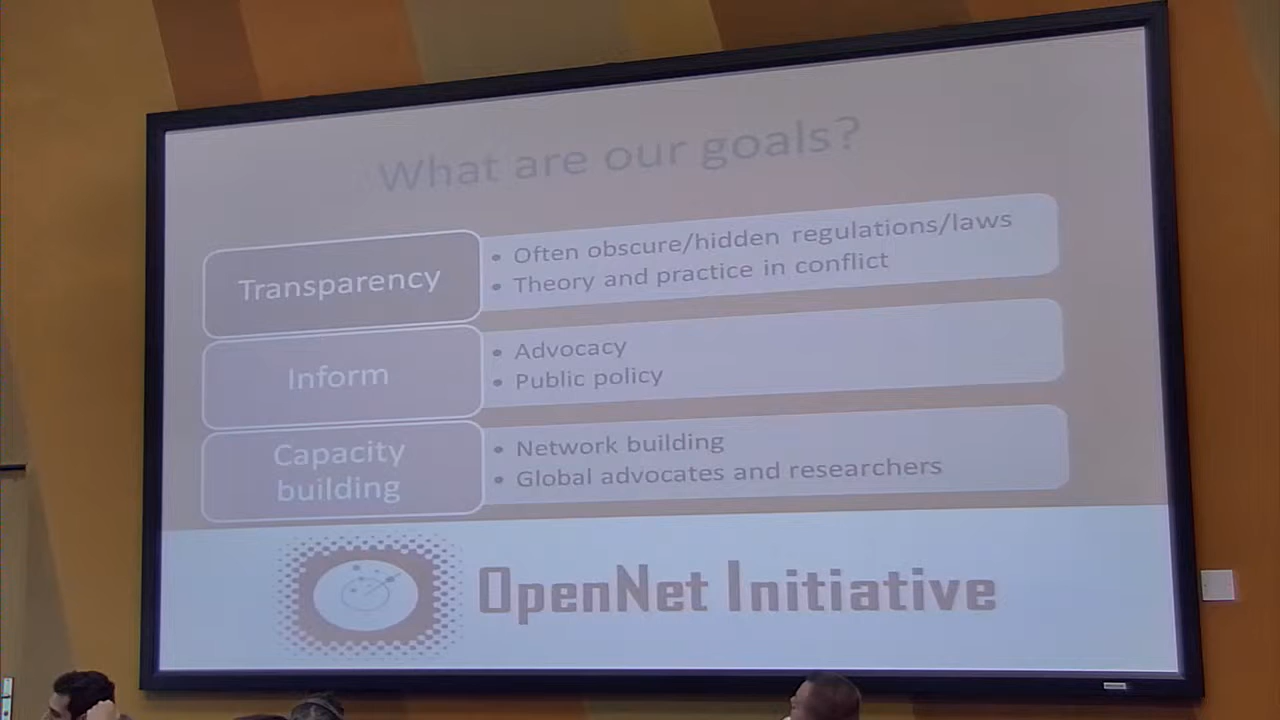 What are our goals?
Transparency
• Often obscure/hidden regulations/laws
• Theory and practice in conflict
Inform
• Advocacy
• Public policy
Capacity
building
• Network building
• Global advocates and researchers
OpenNet Initiative